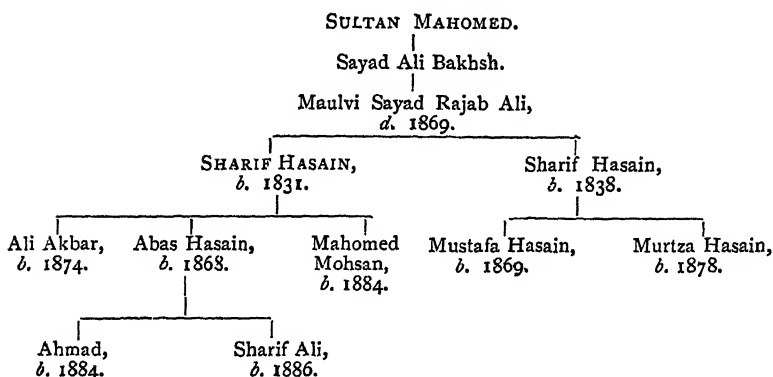 SULTAN MAHOMED.
Sayad Ali Bakhsh.
Maulvi Sayad Rajab Ali,
d. 1869.
SHARIF HASAIN,
b. 1831.
Sharif Hasain,
b. 1838.
Ali Akbar,
b. 1874.
Abas Hasain,
b. 1868.
Mahomed
Mohsan,
b. 1884.
Mustafa Hasain,
b. 1869.
Murtza Hasain,
b. 1878.
Ahmad,
b. 1884.
Sharif Ali,
b. 1886.